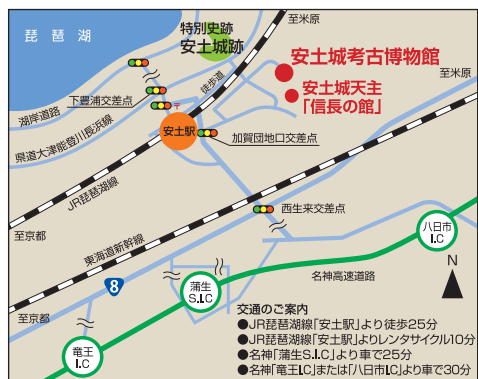 琵琶湖
特別史跡
安土城跡
至米原
安土城考古博物館
安土城天主
「信長の館」
至米原
徒歩道
下豊浦交差点
湖岸道路
県道大津能登川長浜線
〒
安土駅
加賀団地口交差点
JR琵琶湖線
西生来交差点
至京都
東海道新幹線
八日市
I.C
N
8
蒲生
S.I.C
名神高速道路
至京都
竜王
I.C
交通のご案内
●JR琵琶湖線「安土駅」より徒歩25分
●JR琵琶湖線「安土駅」よりレンタサイクル10分
●名神「蒲生S.I.C」より車で25分
●名神「竜王I.C」または「八日市I.C」より車で30分